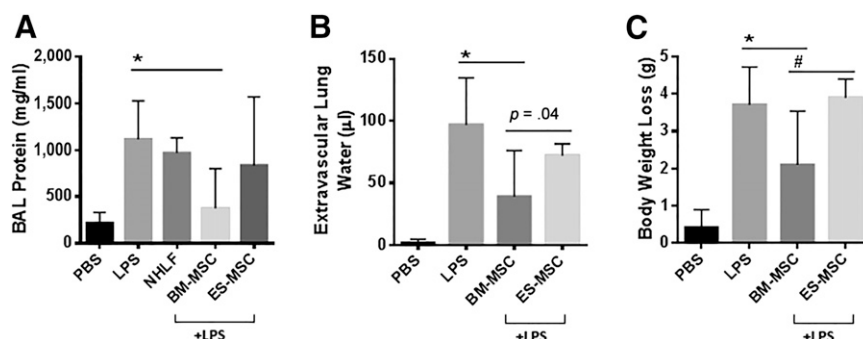 A
BAL Protein (mg/ml)
1,500
2,000
1,000
500
0
*
PBS
LPS
NHLF
BM-MSC
ES-MSC
+LPS
B
Extravascular Lung
Water (µl)
150
100
50
0
*
p = .04
PBS
LPS
BM-MSC
ES-MSC
+LPS
C
Body Weight Loss (g)
5
4
3
2
1
0
*
#
PBS
LPS
BM-MSC
ES-MSC
+LPS